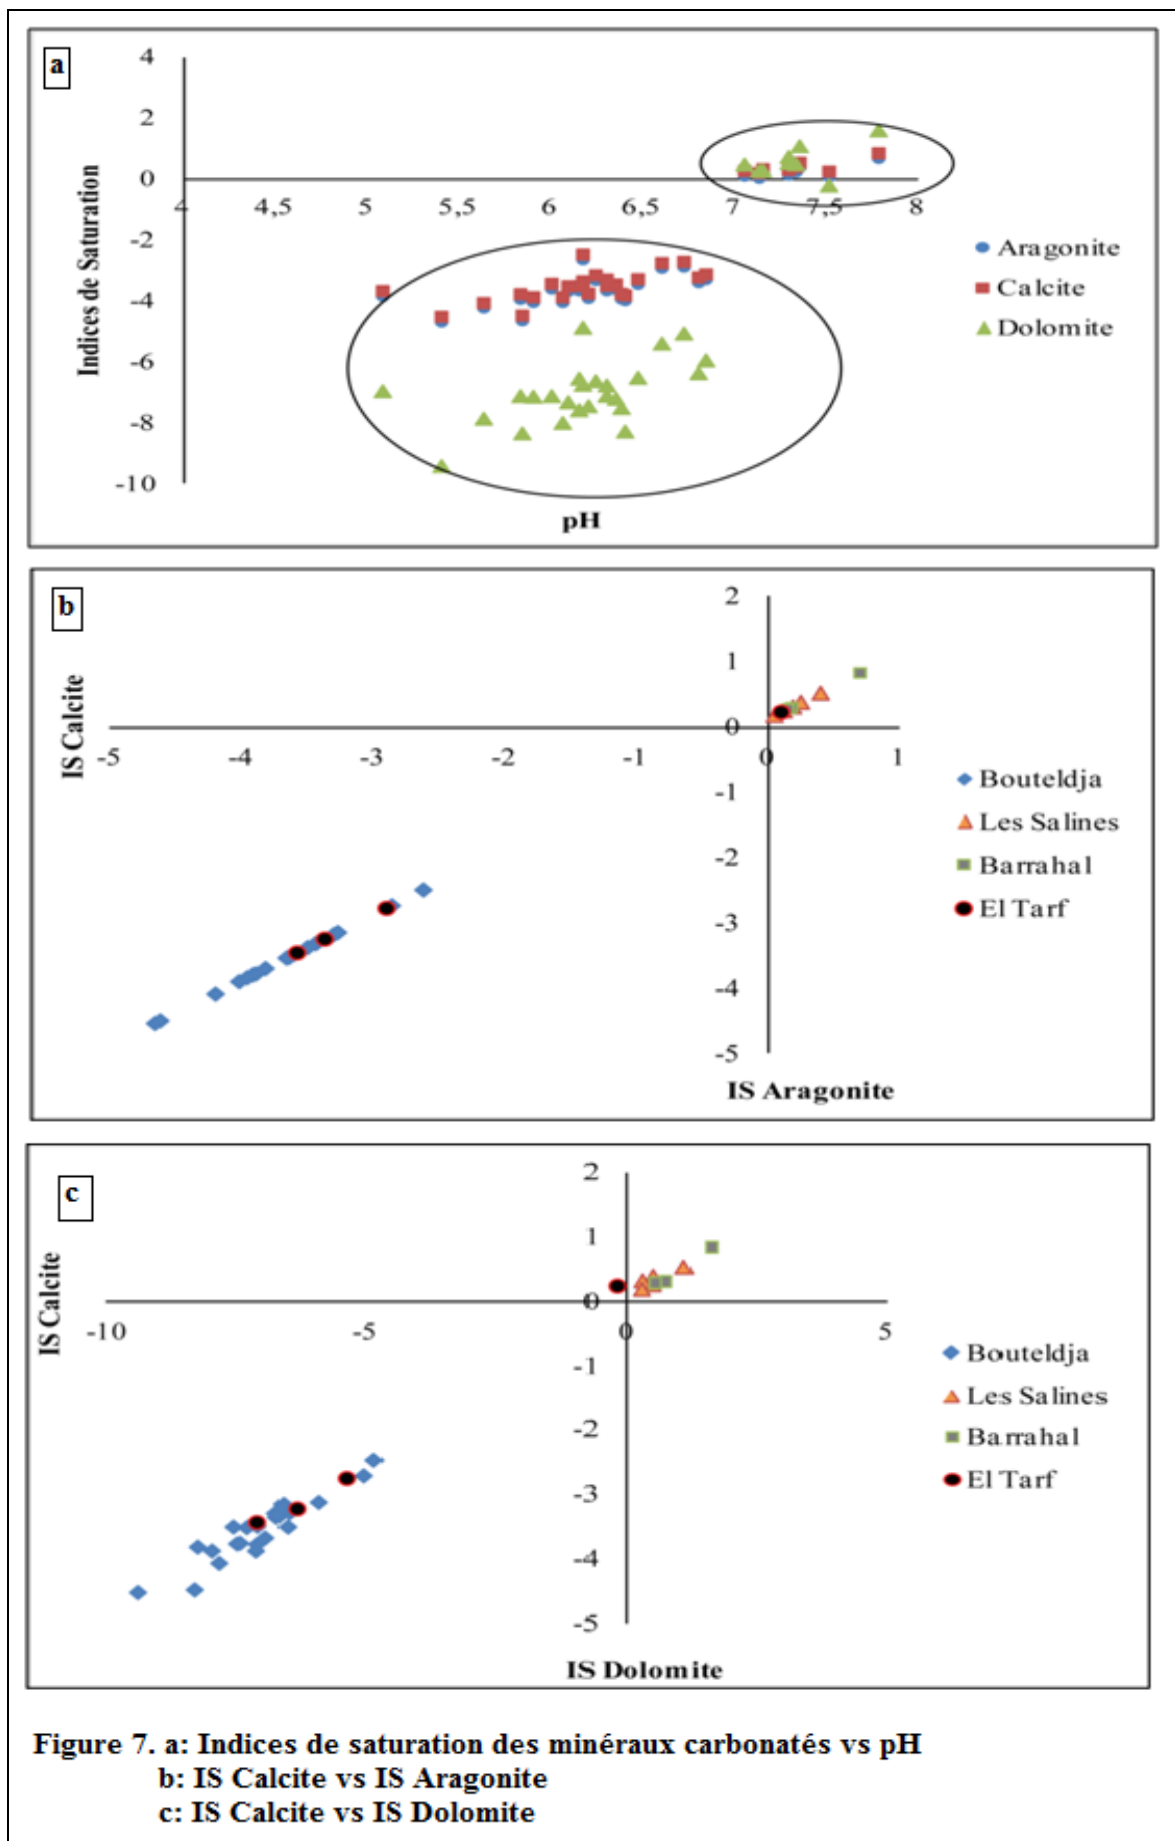 a
4
2
0
-2
-4
-6
-8
-10
4 4,5 5 5,5 6 6,5 7 7,5 8
Indices de Saturation
pH
Aragonite
Calcite
Dolomite
b
2
1
0
-1
-2
-3
-4
-5
-5 -4 -3 -2 -1 0 1
IS Calcite
IS Aragonite
Bouteldja
Les Salines
Barrahal
El Tarf
c
2
1
0
-1
-2
-3
-4
-5
-10 -5 0 5
IS Calcite
IS Dolomite
Bouteldja
Les Salines
Barrahal
El Tarf
Figure 7. a: Indices de saturation des minéraux carbonatés vs pH
b: IS Calcite vs IS Aragonite
c: IS Calcite vs IS Dolomite